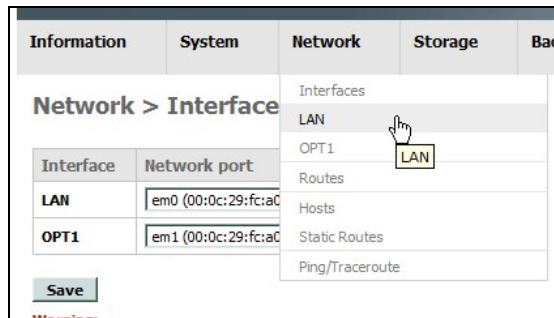 Information System Network Storage
Network > Interface
Interfaces
LAN
OPT1
LAN
Routes
Hosts
Static Routes
Ping/Traceroute
Interface Network port
LAN em0 (00:0c:29:fc:a0
OPT1 em1 (00:0c:29:fc:a0
Save